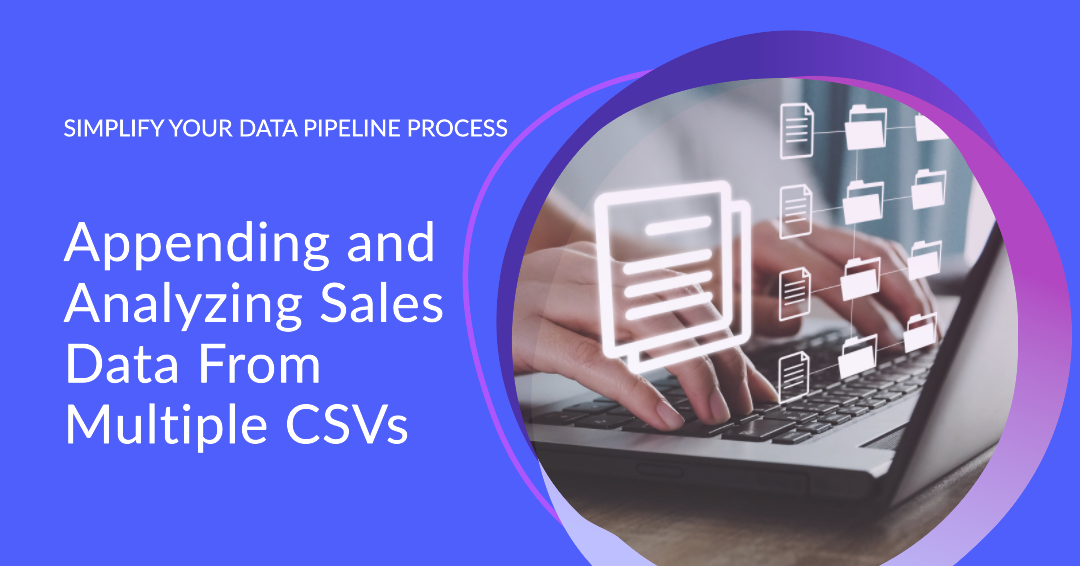 SIMPLIFY YOUR DATA PIPELINE PROCESS
Appending and
Analyzing Sales
Data From
Multiple CSVs